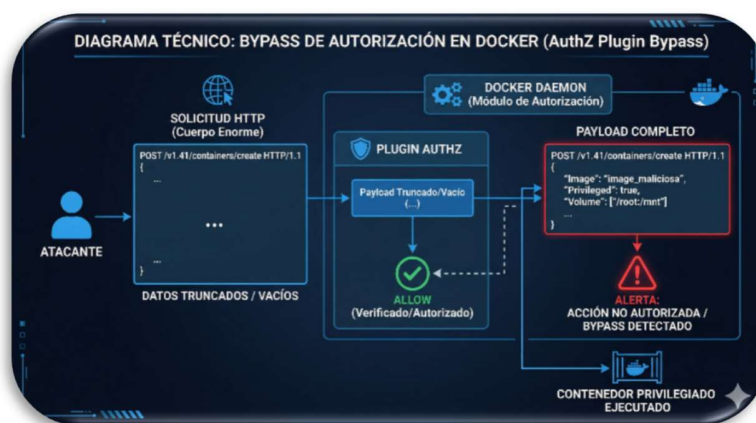 DIAGRAMA TÉCNICO: BYPASS DE AUTORIZACIÓN EN DOCKER (AuthZ Plugin Bypass)
SOLICITUD HTTP
(Cuerpo Enorme)
POST /v1.41/containers/create HTTP/1.1
{
...
...
...
}
DATOS TRUNCADOS / VACÍOS
ATACANTE
DOCKER DAEMON
(Módulo de Autorización)
PLUGIN AUTHZ
Payload Truncado/Vacío
(...)
ALLOW
(Verificado/Autorizado)
PAYLOAD COMPLETO
POST /v1.41/containers/create HTTP/1.1
{
"Image": "image_maliciosa",
"Privileged": true,
"Volume": ["/root:/mnt"]
...
}
ALERTA:
ACCIÓN NO AUTORIZADA /
BYPASS DETECTADO
CONTENEDOR PRIVILEGIADO
EJECUTADO